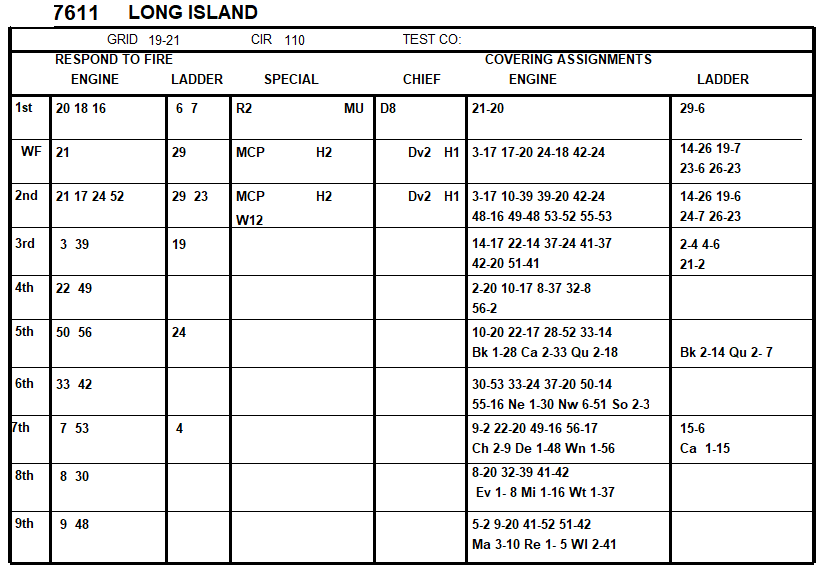 7611 LONG ISLAND
GRID 19-21 CIR 110 TEST CO:
RESPOND TO FIRE COVERING ASSIGNMENTS
ENGINE LADDER SPECIAL CHIEF ENGINE LADDER
1st 20 18 16 6 7 R2 MU D8 21-20 29-6
WF 21 29 MCP H2 Dv2 H1 3-17 17-20 24-18 42-24 14-26 19-7
23-6 26-23
2nd 21 17 24 52 29 23 MCP H2 Dv2 H1 3-17 10-39 39-20 42-24 14-26 19-6
W12 48-16 49-48 53-52 55-53 24-7 26-23
3rd 3 39 19 14-17 22-14 37-24 41-37 2-4 4-6
42-20 51-41 21-2
4th 22 49 2-20 10-17 8-37 32-8
56-2
5th 50 56 24 10-20 22-17 28-52 33-14
Bk 1-28 Ca 2-33 Qu 2-18 Bk 2-14 Qu 2- 7
6th 33 42 30-53 33-24 37-20 50-14
55-16 Ne 1-30 Nw 6-51 So 2-3
7th 7 53 4 9-2 22-20 49-16 56-17 15-6
Ch 2-9 De 1-48 Wn 1-56 Ca 1-15
8th 8 30 8-20 32-39 41-42
Ev 1- 8 Mi 1-16 Wt 1-37
9th 9 48 5-2 9-20 41-52 51-42
Ma 3-10 Re 1- 5 Wl 2-41